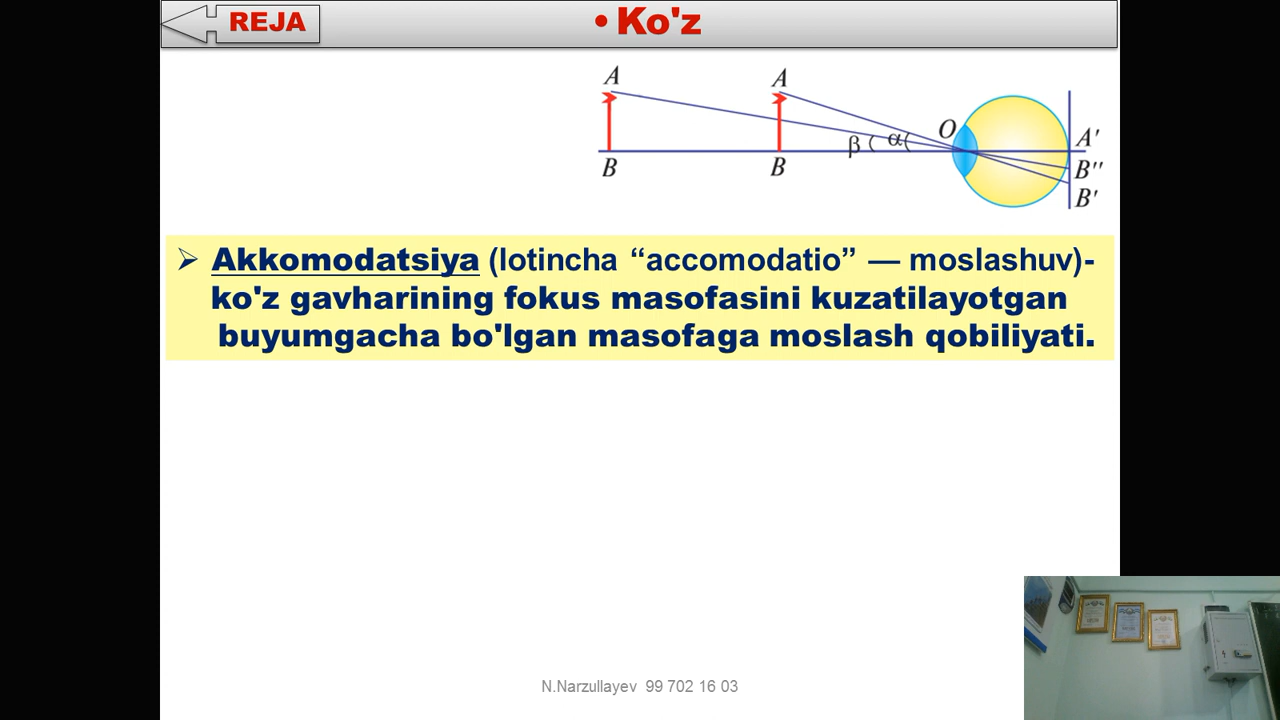 REJA
• Ko'z
A A
β α O A'
B B B''
B'
➢ Akkomodatsiya (lotincha “accomodatio” — moslashuv)-
ko'z gavharining fokus masofasini kuzatilayotgan
buyumgacha bo'lgan masofaga moslash qobiliyati.
N.Narzullayev 99 702 16 03